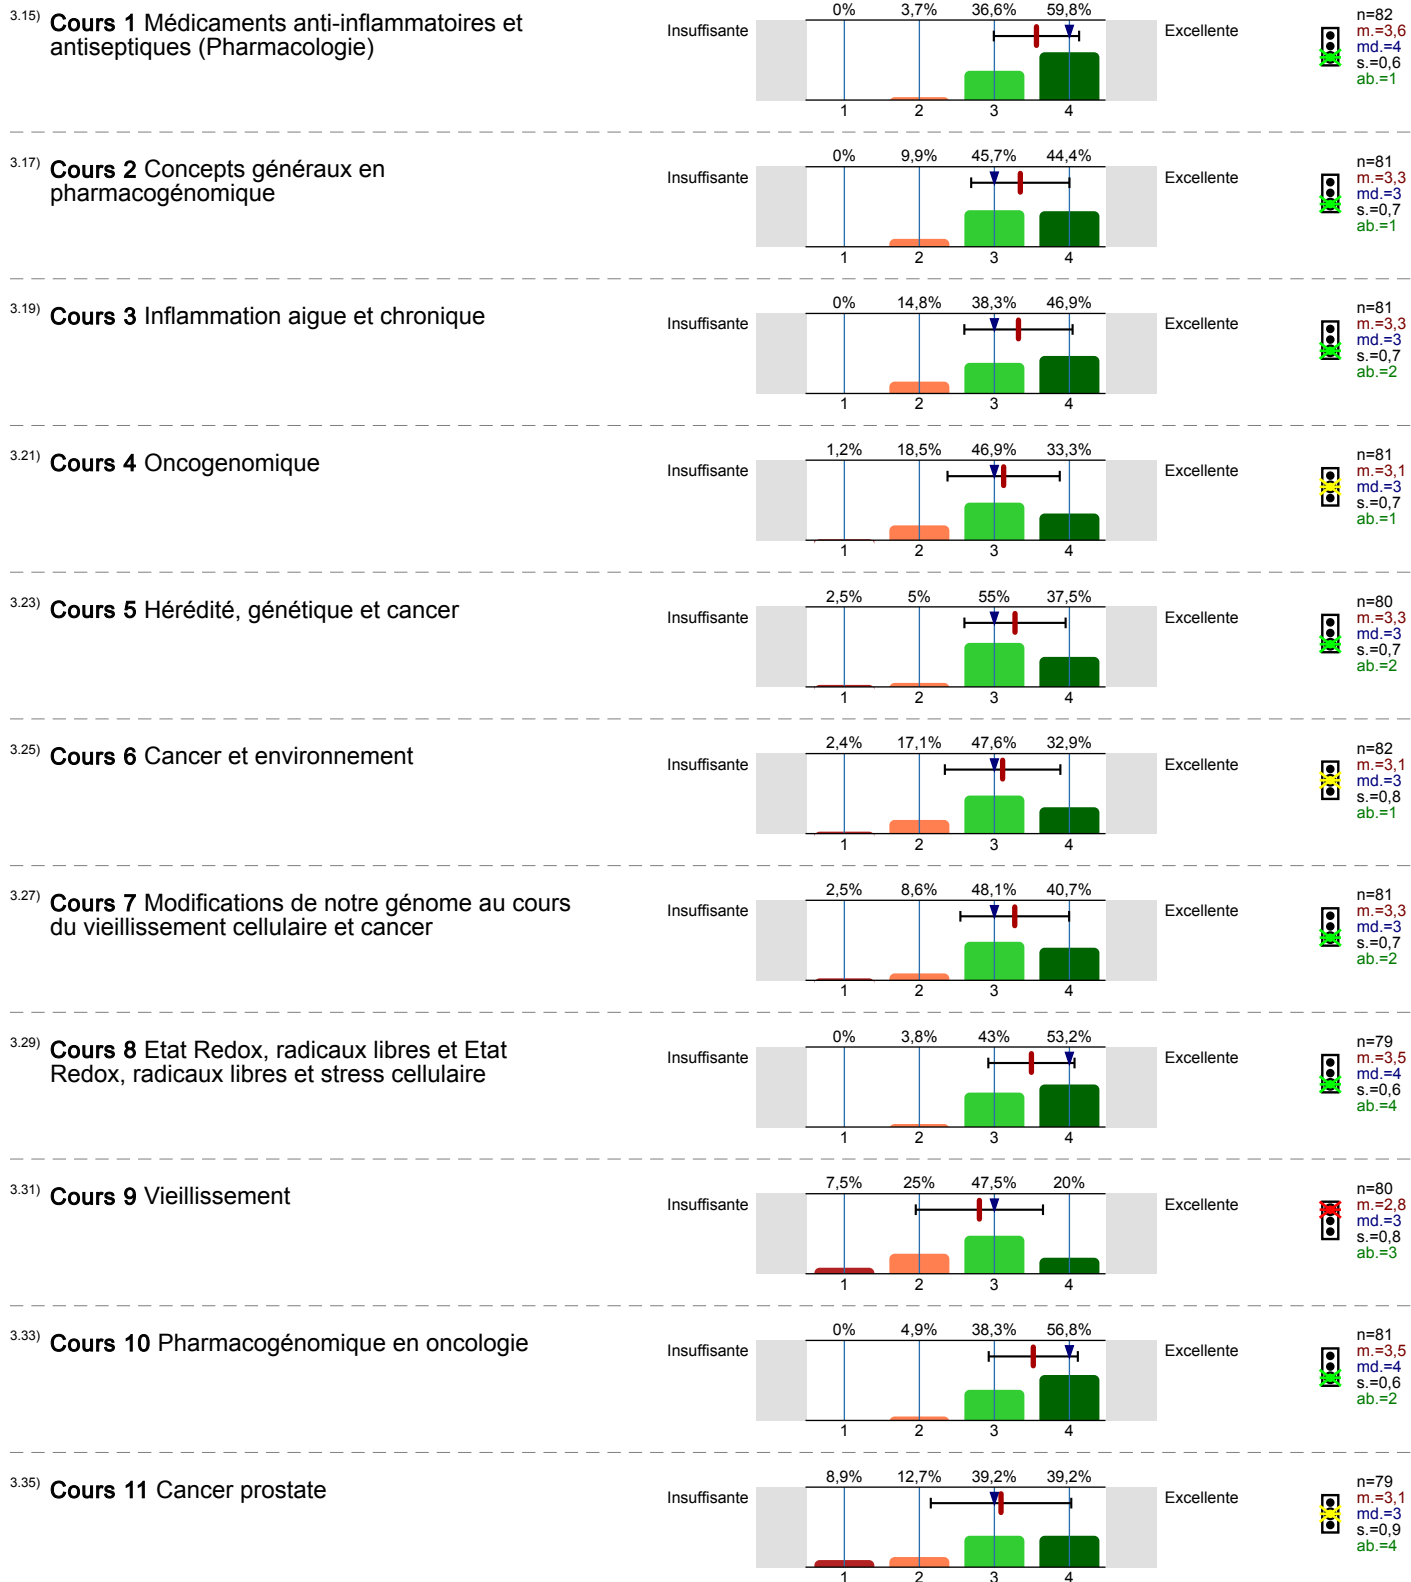 3.15) Cours 1 Médicaments anti-inflammatoires et
antiseptiques (Pharmacologie)
Insuffisante
0% 3,7% 36,6% 59,8%
1 2 3 4
Excellente
n=82
m.=3,6
md.=4
s.=0,6
ab.=1
3.17) Cours 2 Concepts généraux en
pharmacogénomique
Insuffisante
0% 9,9% 45,7% 44,4%
1 2 3 4
Excellente
n=81
m.=3,3
md.=3
s.=0,7
ab.=1
3.19) Cours 3 Inflammation aigue et chronique
Insuffisante
0% 14,8% 38,3% 46,9%
1 2 3 4
Excellente
n=81
m.=3,3
md.=3
s.=0,7
ab.=2
3.21) Cours 4 Oncogenomique
Insuffisante
1,2% 18,5% 46,9% 33,3%
1 2 3 4
Excellente
n=81
m.=3,1
md.=3
s.=0,7
ab.=1
3.23) Cours 5 Hérédité, génétique et cancer
Insuffisante
2,5% 5% 55% 37,5%
1 2 3 4
Excellente
n=80
m.=3,3
md.=3
s.=0,7
ab.=2
3.25) Cours 6 Cancer et environnement
Insuffisante
2,4% 17,1% 47,6% 32,9%
1 2 3 4
Excellente
n=82
m.=3,1
md.=3
s.=0,8
ab.=1
3.27) Cours 7 Modifications de notre génome au cours
du vieillissement cellulaire et cancer
Insuffisante
2,5% 8,6% 48,1% 40,7%
1 2 3 4
Excellente
n=81
m.=3,3
md.=3
s.=0,7
ab.=2
3.29) Cours 8 Etat Redox, radicaux libres et Etat
Redox, radicaux libres et stress cellulaire
Insuffisante
0% 3,8% 43% 53,2%
1 2 3 4
Excellente
n=79
m.=3,5
md.=4
s.=0,6
ab.=4
3.31) Cours 9 Vieillissement
Insuffisante
7,5% 25% 47,5% 20%
1 2 3 4
Excellente
n=80
m.=2,8
md.=3
s.=0,8
ab.=3
3.33) Cours 10 Pharmacogénomique en oncologie
Insuffisante
0% 4,9% 38,3% 56,8%
1 2 3 4
Excellente
n=81
m.=3,5
md.=4
s.=0,6
ab.=2
3.35) Cours 11 Cancer prostate
Insuffisante
8,9% 12,7% 39,2% 39,2%
1 2 3 4
Excellente
n=79
m.=3,1
md.=3
s.=0,9
ab.=4